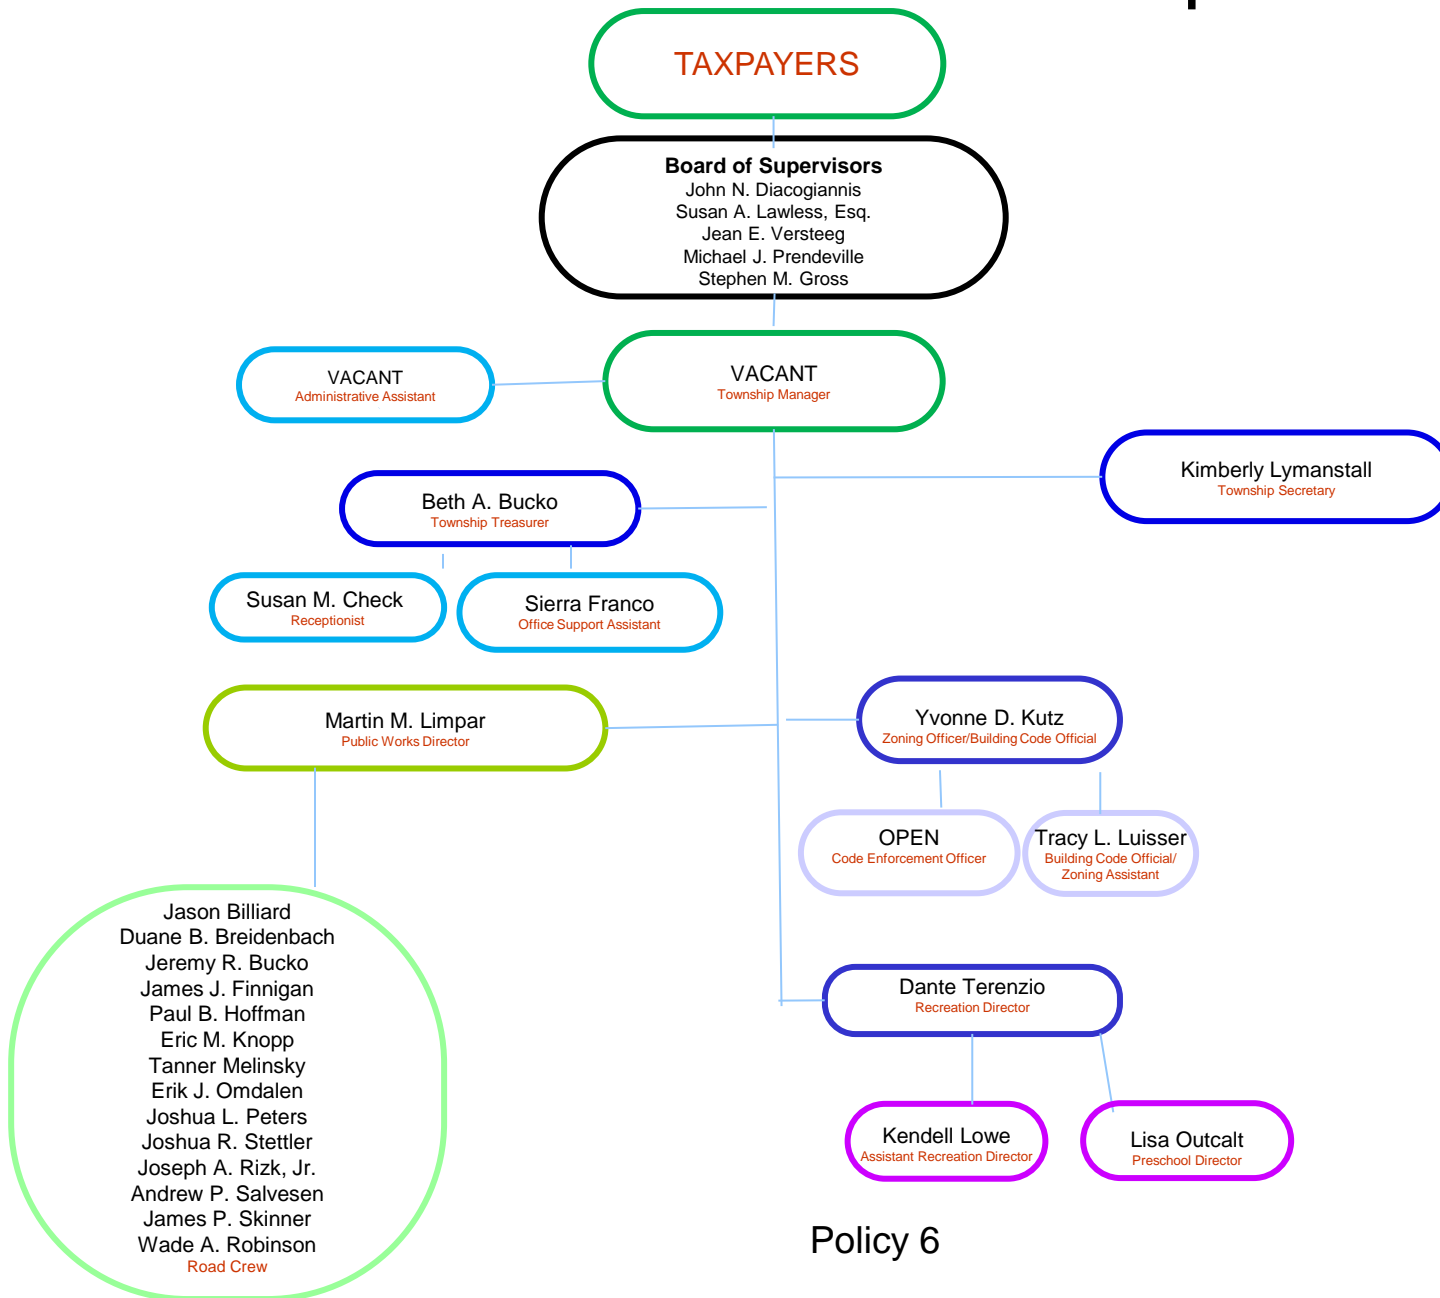 TAXPAYERS
Board of Supervisors
John N. Diacogiannis
Susan A. Lawless, Esq.
Jean E. Versteeg
Michael J. Prendeville
Stephen M. Gross
VACANT
Administrative Assistant
VACANT
Township Manager
Kimberly Lymanstall
Township Secretary
Beth A. Bucko
Township Treasurer
Susan M. Check
Receptionist
Sierra Franco
Office Support Assistant
Martin M. Limpar
Public Works Director
Yvonne D. Kutz
Zoning Officer/Building Code Official
OPEN
Code Enforcement Officer
Tracy L. Luisser
Building Code Official/
Zoning Assistant
Jason Billiard
Duane B. Breidenbach
Jeremy R. Bucko
James J. Finnigan
Paul B. Hoffman
Eric M. Knopp
Tanner Melinsky
Erik J. Omdalen
Joshua L. Peters
Joshua R. Stettler
Joseph A. Rizk, Jr.
Andrew P. Salvesen
James P. Skinner
Wade A. Robinson
Road Crew
Dante Terenzio
Recreation Director
Kendell Lowe
Assistant Recreation Director
Lisa Outcalt
Preschool Director
Policy 6